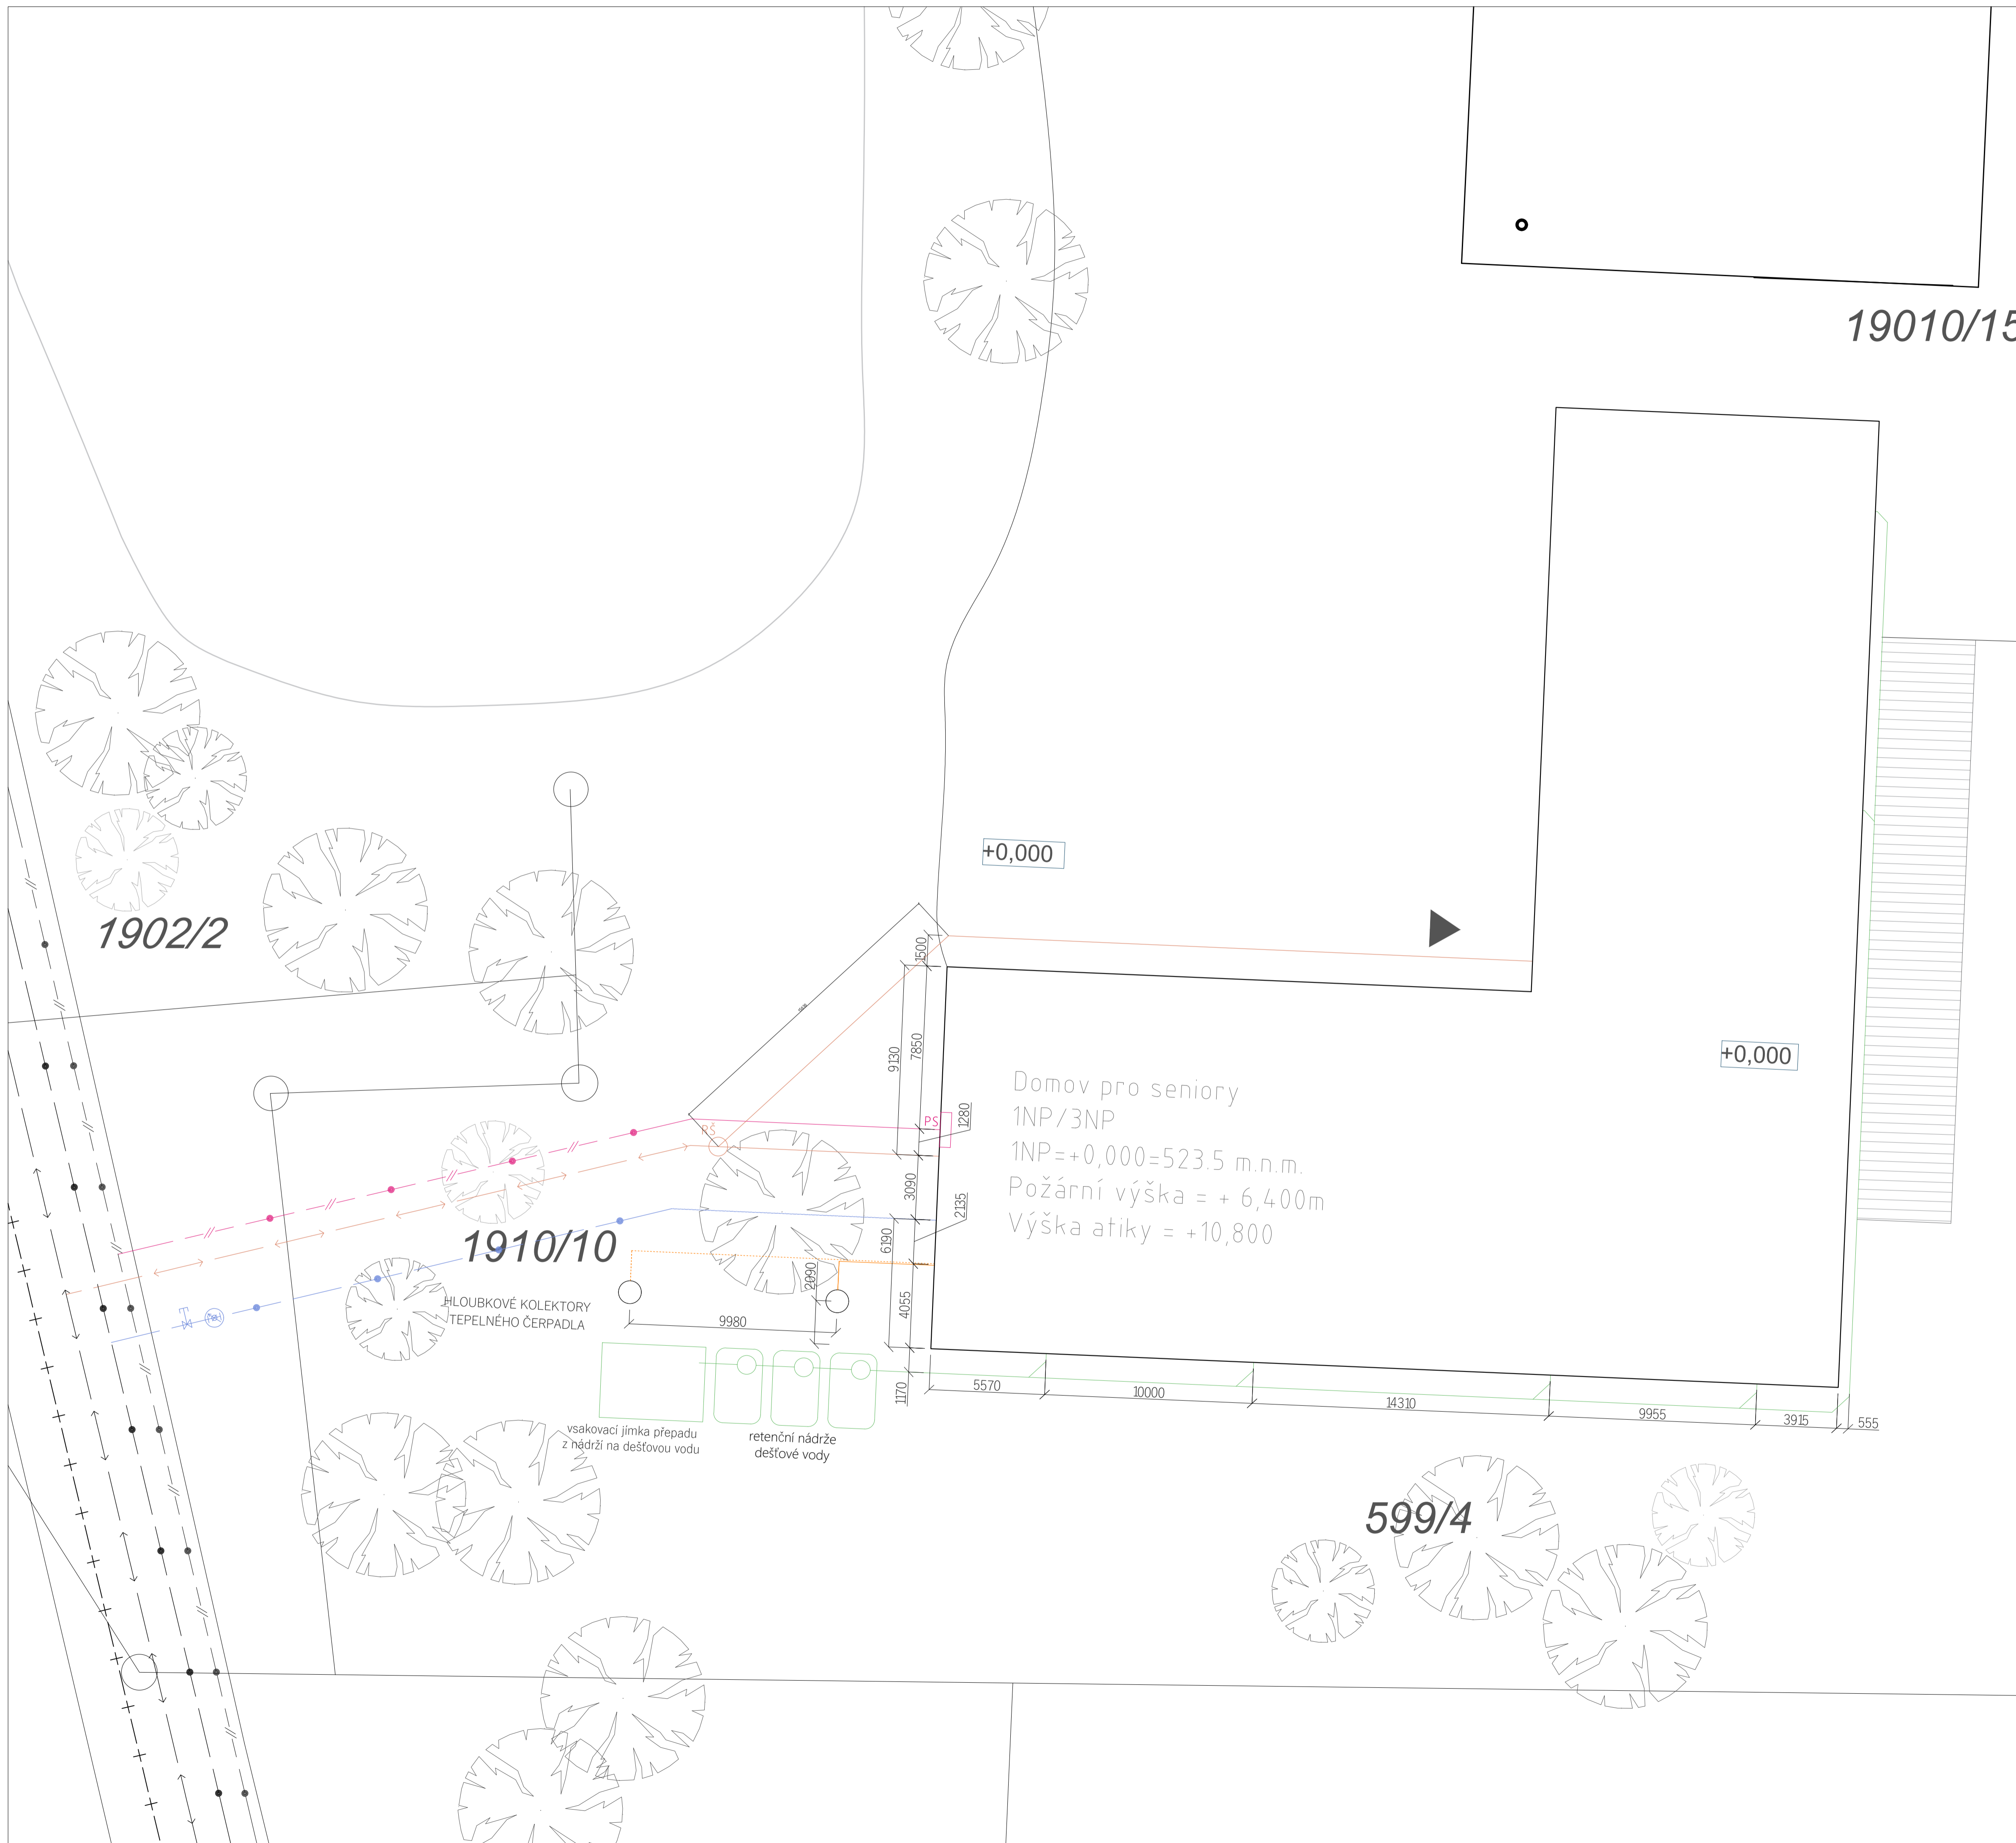 19010/15
1902/2
+0,000
1500
9130
7850
+0,000
Domov pro seniory
1NP/3NP
1NP=+0,000=523.5 m.n.m.
Požární výška = + 6,400m
Výška atiky = +10,800
RŠ
PS
1280
3090
2135
6190
1910/10
2090
4055
HLOUBKOVÉ KOLEKTORY
TEPELNÉHO ČERPADLA
9980
1170
5570
10000
14310
9955
3915
555
vsakovací jímka přepadu
z nádrží na dešťovou vodu
retenční nádrže
dešťové vody
599/4